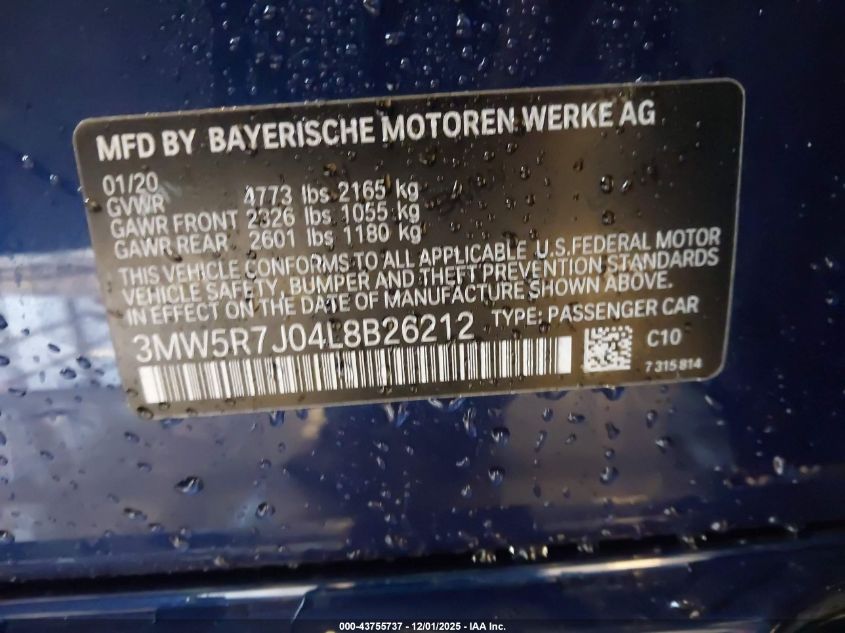 MFD BY BAYERISCHE MOTOREN WERKE AG
01/20
GVWR 4773 lbs 2165 kg
GAWR FRONT 2326 lbs 1055 kg
GAWR REAR 2601 lbs 1180 kg
THIS VEHICLE CONFORMS TO ALL APPLICABLE U.S.FEDERAL MOTOR
VEHICLE SAFETY, BUMPER AND THEFT PREVENTION STANDARDS
IN EFFECT ON THE DATE OF MANUFACTURE SHOWN ABOVE.
3MW5R7J04L8B26212 TYPE: PASSENGER CAR
C10
7 315 814
000-43755737 - 12/01/2025 - IAA Inc.